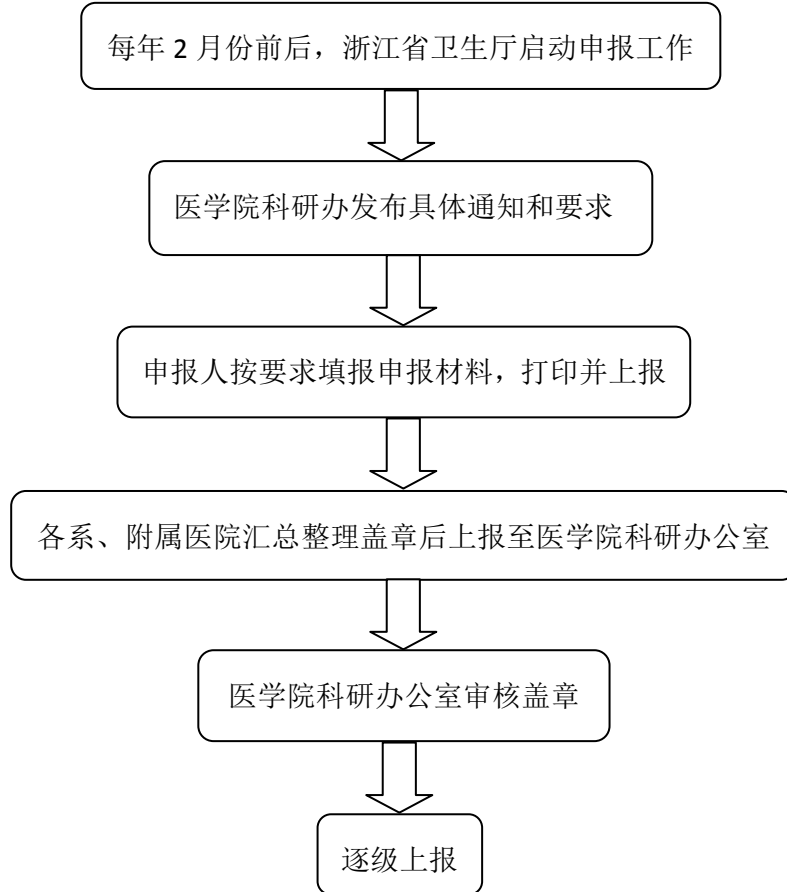 每年 2 月份前后，浙江省卫生厅启动申报工作
医学院科研办发布具体通知和要求
申报人按要求填报申报材料，打印并上报
各系、附属医院汇总整理盖章后上报至医学院科研办公室
医学院科研办公室审核盖章
逐级上报